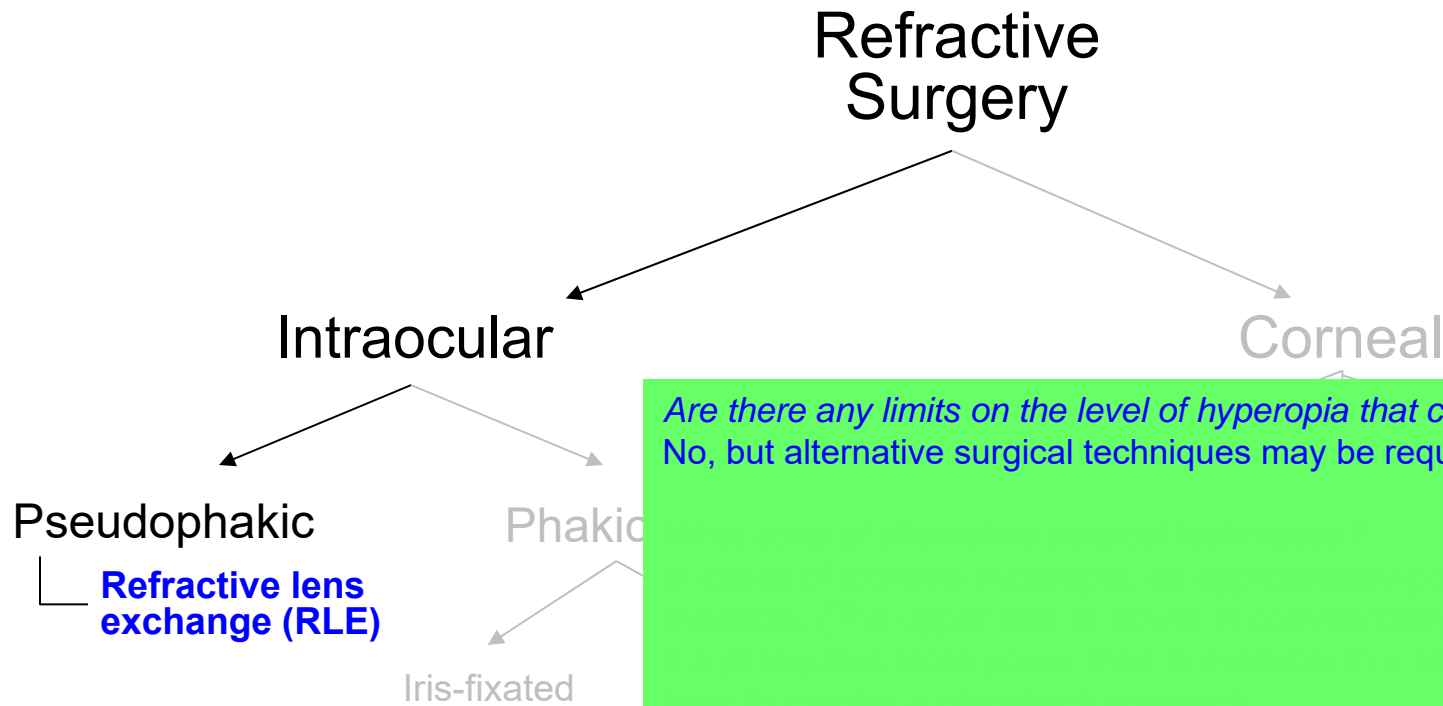 Refractive
Surgery
Intraocular
Corneal
Are there any limits on the level of hyperopia that c
No, but alternative surgical techniques may be requ
Pseudophakic
Phakic
Refractive lens
exchange (RLE)
Iris-fixated